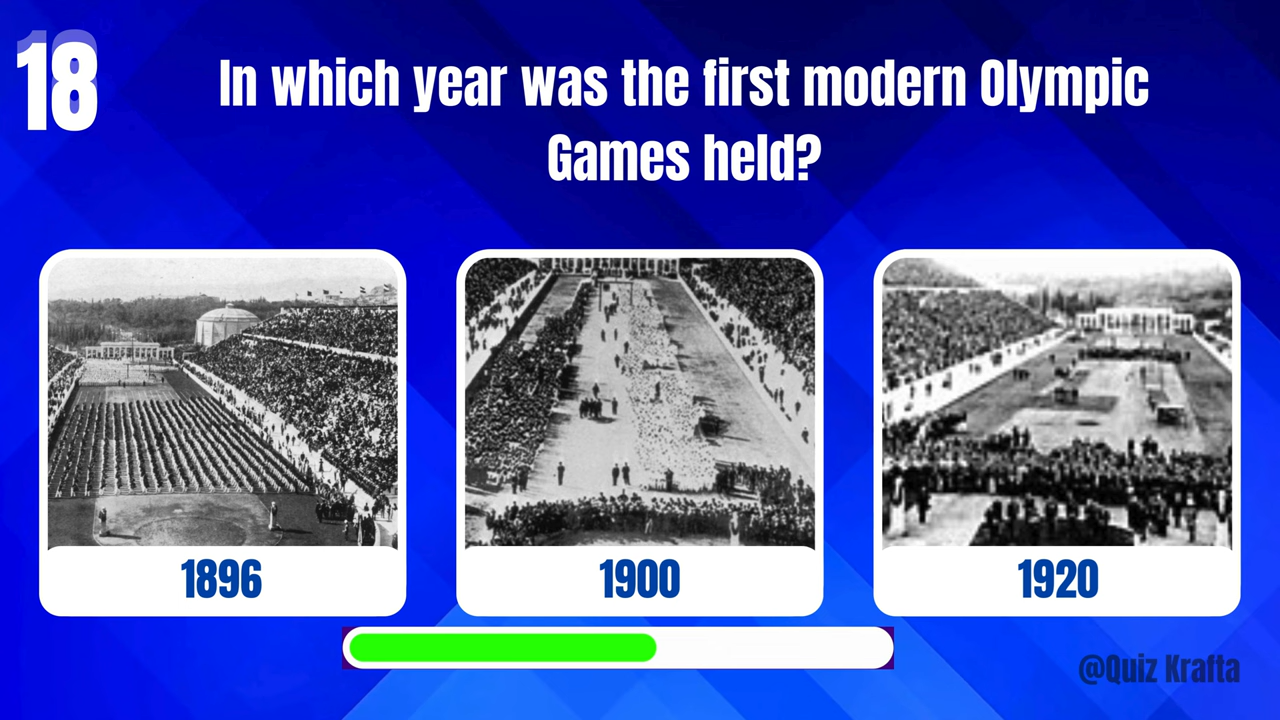 18
In which year was the first modern Olympic
Games held?
1896
1900
1920
@Quiz Krafta